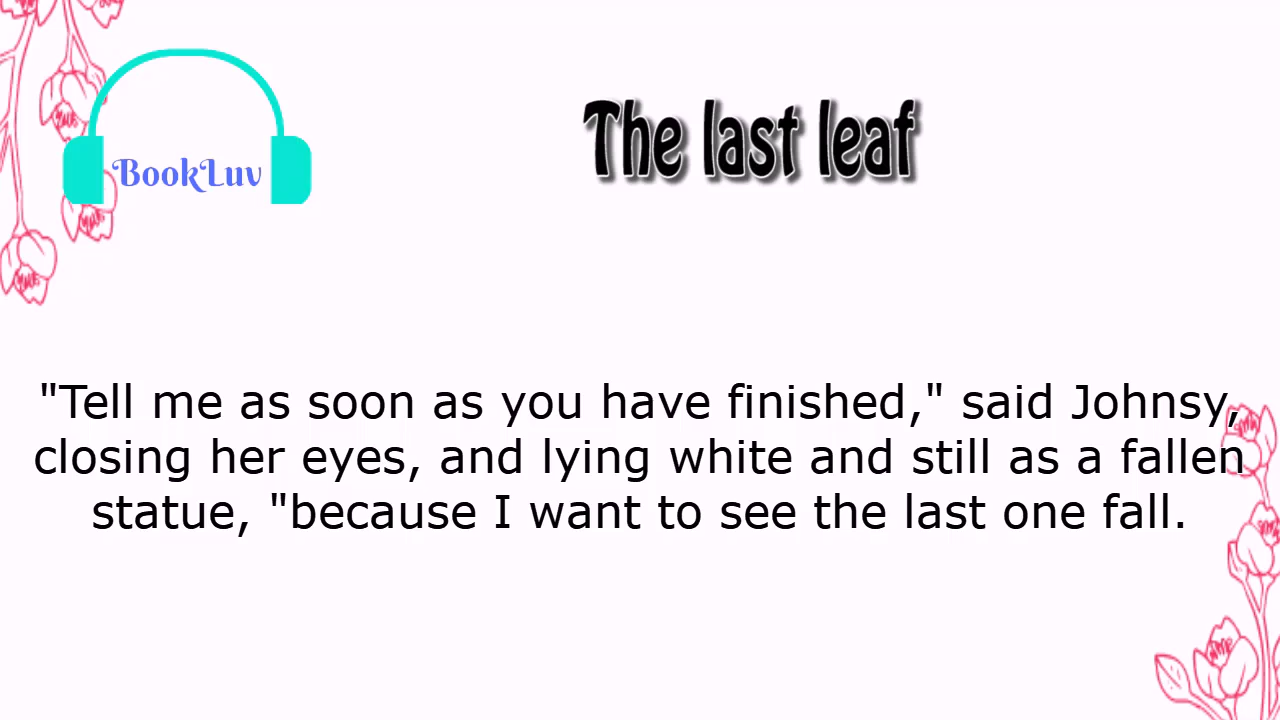 BookLuv
The last leaf
"Tell me as soon as you have finished," said Johnsy,
closing her eyes, and lying white and still as a fallen
statue, "because I want to see the last one fall.